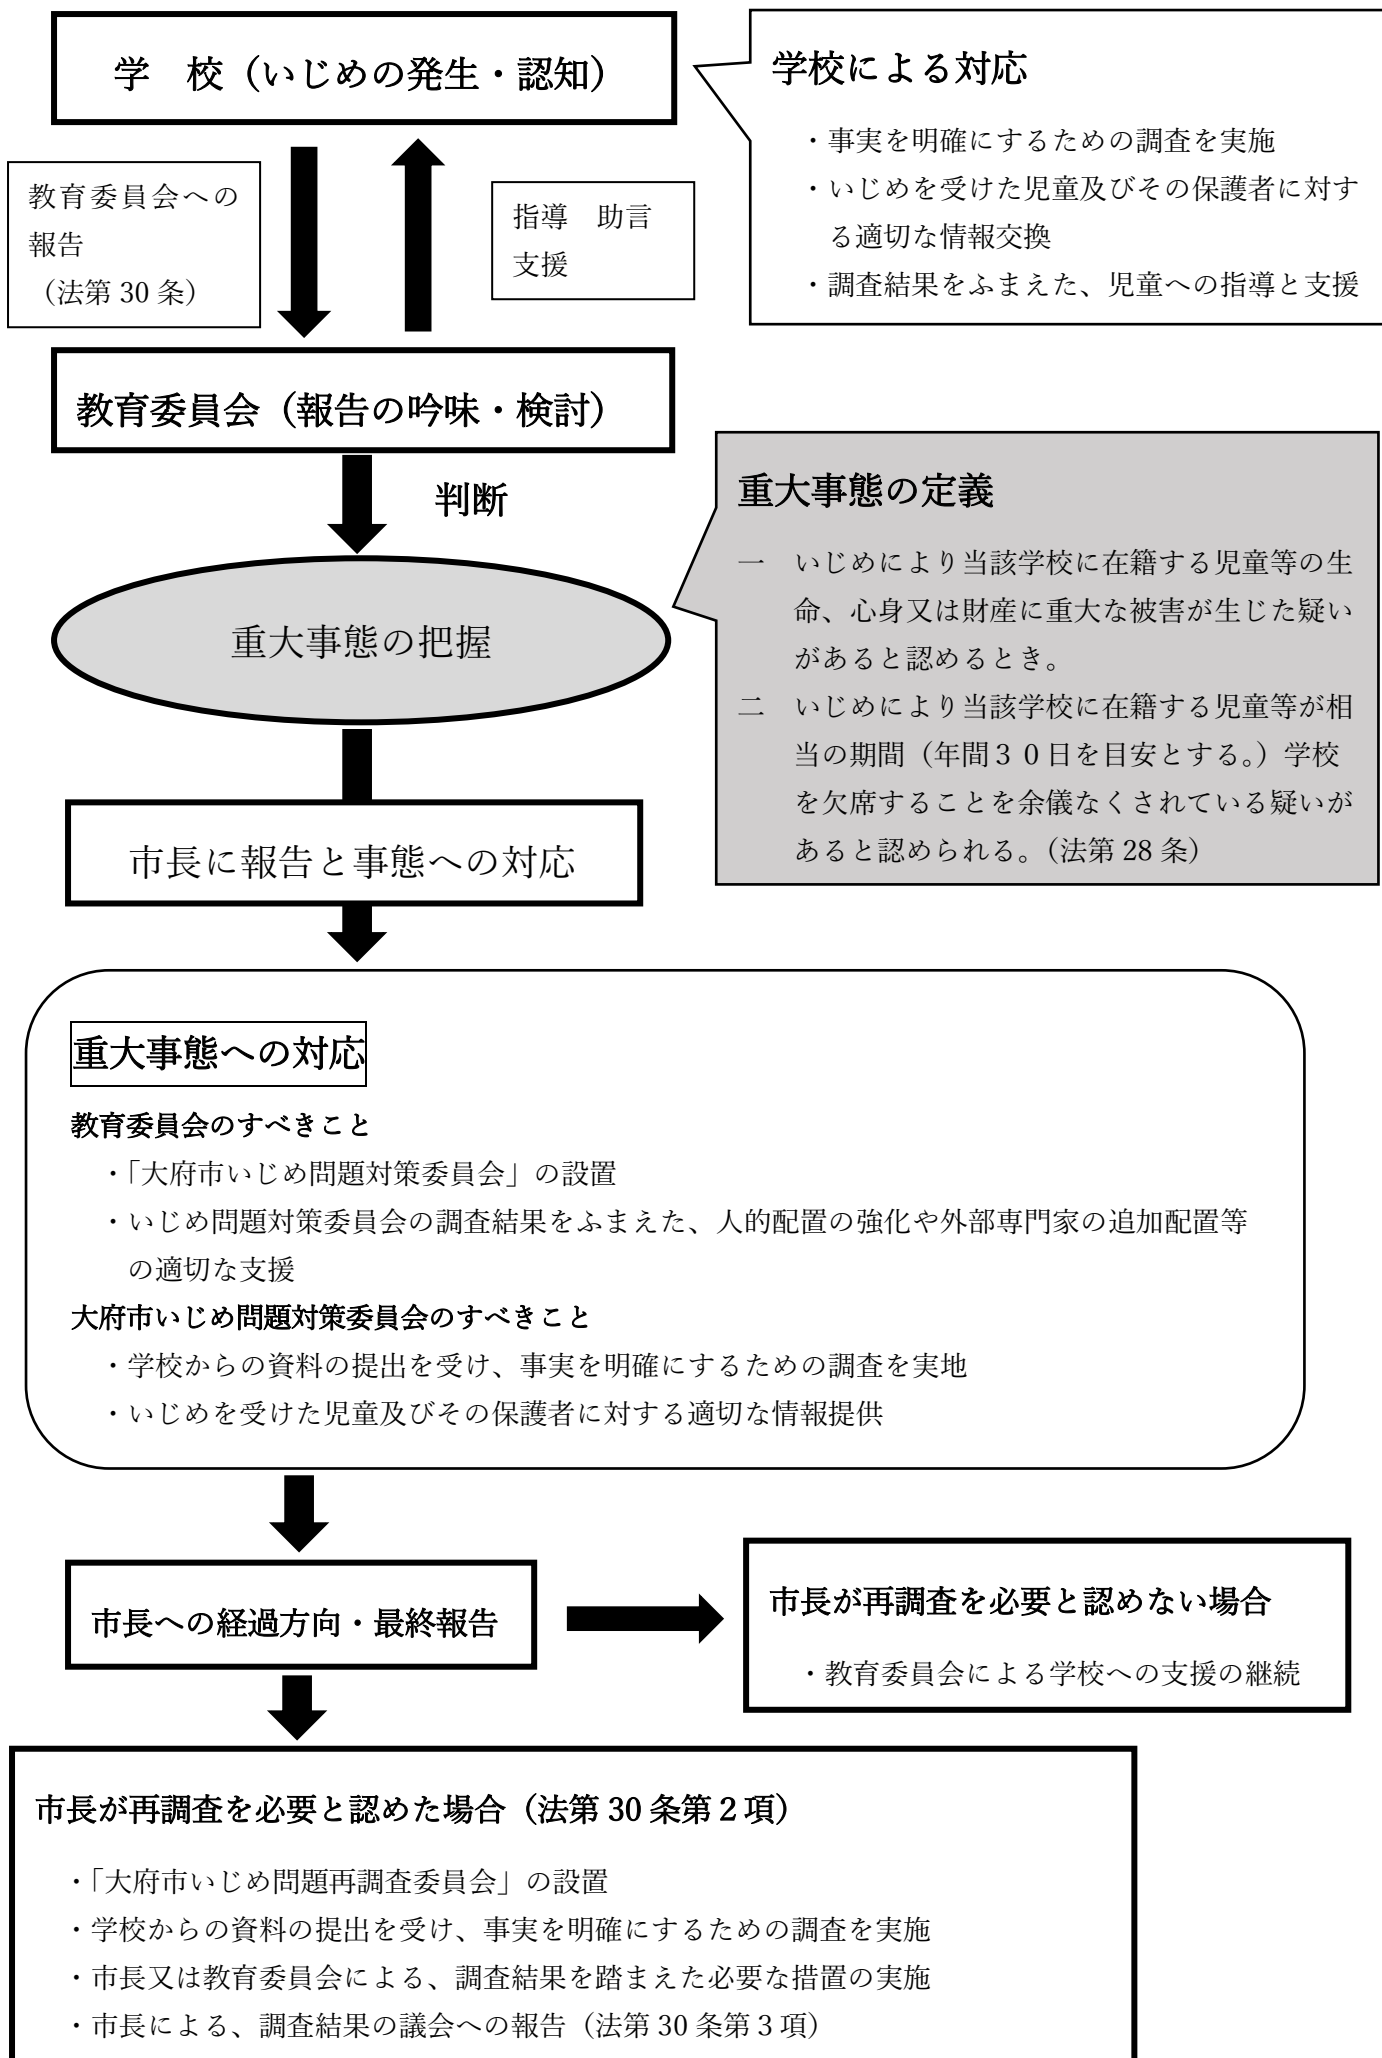 学　校（いじめの発生・認知）
学校による対応
・事実を明確にするための調査を実施
・いじめを受けた児童及びその保護者に対す
る適切な情報交換
・調査結果をふまえた、児童への指導と支援
教育委員会への
報告
（法第 30 条）
指導　助言
支援
教育委員会（報告の吟味・検討）
判断
重大事態の定義
一　いじめにより当該学校に在籍する児童等の生
命、心身又は財産に重大な被害が生じた疑い
があると認めるとき。
二　いじめにより当該学校に在籍する児童等が相
当の期間（年間３０日を目安とする。）学校
を欠席することを余儀なくされている疑いが
あると認められる。（法第 28 条）
重大事態の把握
市長に報告と事態への対応
重大事態への対応
教育委員会のすべきこと
・「大府市いじめ問題対策委員会」の設置
・いじめ問題対策委員会の調査結果をふまえた、人的配置の強化や外部専門家の追加配置等
の適切な支援
大府市いじめ問題対策委員会のすべきこと
・学校からの資料の提出を受け、事実を明確にするための調査を実地
・いじめを受けた児童及びその保護者に対する適切な情報提供
市長への経過方向・最終報告
市長が再調査を必要と認めない場合
・教育委員会による学校への支援の継続
市長が再調査を必要と認めた場合（法第 30 条第２項）
・「大府市いじめ問題再調査委員会」の設置
・学校からの資料の提出を受け、事実を明確にするための調査を実施
・市長又は教育委員会による、調査結果を踏まえた必要な措置の実施
・市長による、調査結果の議会への報告（法第 30 条第３項）